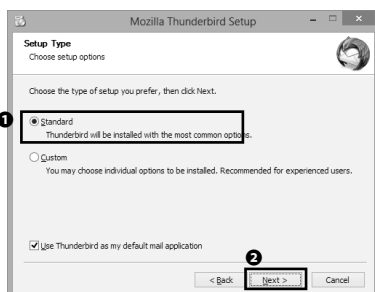 Mozilla Thunderbird Setup
Setup Type
Choose setup options
Choose the type of setup you prefer, then click Next.
1
Standard
Thunderbird will be installed with the most common options.
Custom
You may choose individual options to be installed. Recommended for experienced users.
Use Thunderbird as my default mail application
2
< Back Next > Cancel